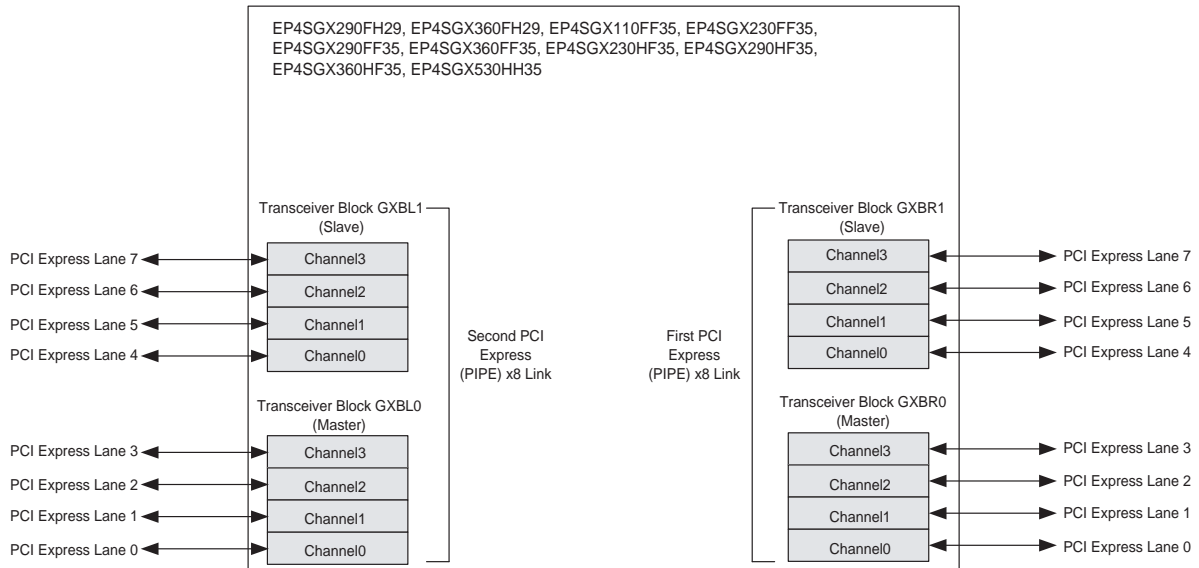 EP4SGX290FH29, EP4SGX360FH29, EP4SGX110FF35, EP4SGX230FF35,
EP4SGX290FF35, EP4SGX360FF35, EP4SGX230HF35, EP4SGX290HF35,
EP4SGX360HF35, EP4SGX530HH35
Transceiver Block GXBL1
(Slave)
PCI Express Lane 7
Channel3
PCI Express Lane 6
Channel2
PCI Express Lane 5
Channel1
PCI Express Lane 4
Channel0
Transceiver Block GXBL0
(Master)
PCI Express Lane 3
Channel3
PCI Express Lane 2
Channel2
PCI Express Lane 1
Channel1
PCI Express Lane 0
Channel0
Second PCI
Express
(PIPE) x8 Link
First PCI
Express
(PIPE) x8 Link
Transceiver Block GXBR1
(Slave)
Channel3
PCI Express Lane 7
Channel2
PCI Express Lane 6
Channel1
PCI Express Lane 5
Channel0
PCI Express Lane 4
Transceiver Block GXBR0
(Master)
Channel3
PCI Express Lane 3
Channel2
PCI Express Lane 2
Channel1
PCI Express Lane 1
Channel0
PCI Express Lane 0